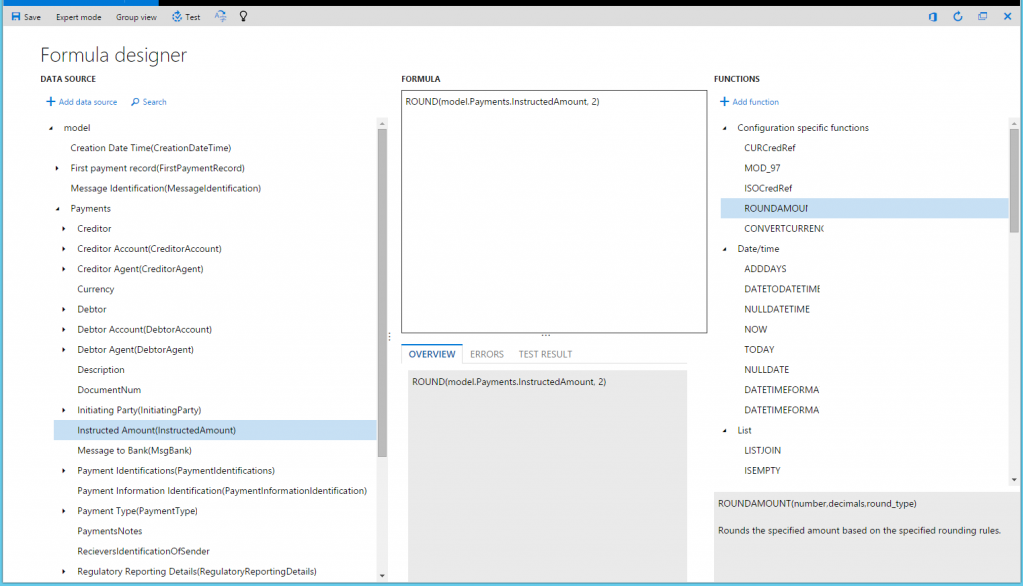 Save Expert mode Group view Test
Formula designer
DATA SOURCE
Add data source Search
model
Creation Date Time(CreationDateTime)
First payment record(FirstPaymentRecord)
Message Identification(MessageIdentification)
Payments
Creditor
Creditor Account(CreditorAccount)
Creditor Agent(CreditorAgent)
Currency
Debtor
Debtor Account(DebtorAccount)
Debtor Agent(DebtorAgent)
Description
DocumentNum
Initiating Party(InitiatingParty)
Instructed Amount(InstructedAmount)
Message to Bank(MsgBank)
Payment Identifications(PaymentIdentifications)
Payment Information Identification(PaymentInformationIdentification)
Payment Type(PaymentType)
PaymentsNotes
RecieversIdentificationOfSender
Regulatory Reporting Details(RegulatoryReportingDetails)
FORMULA
ROUND(model.Payments.InstructedAmount, 2)
OVERVIEW ERRORS TEST RESULT
ROUND(model.Payments.InstructedAmount, 2)
FUNCTIONS
Add function
Configuration specific functions
CURCredRef
MOD_97
ISOCredRef
ROUNDAMOUI
CONVERTCURRENC
Date/time
ADDDAYS
DATETODATETIME
NULLDATETIME
NOW
TODAY
NULLDATE
DATETIMEFORMA
DATETIMEFORMA
List
LISTJOIN
ISEMPTY
ROUNDAMOUNT(number,decimals,round_type)
Rounds the specified amount based on the specified rounding rules.